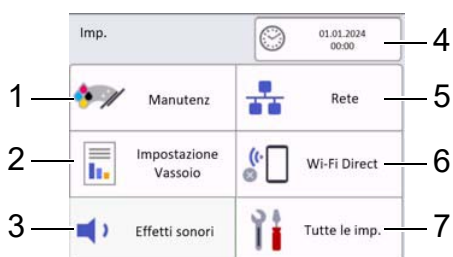 Imp.
01.01.2024
00:00
4
1
Manutenz
Rete
5
2
Impostazione
Vassoio
Wi-Fi Direct
6
3
Effetti sonori
Tutte le imp.
7